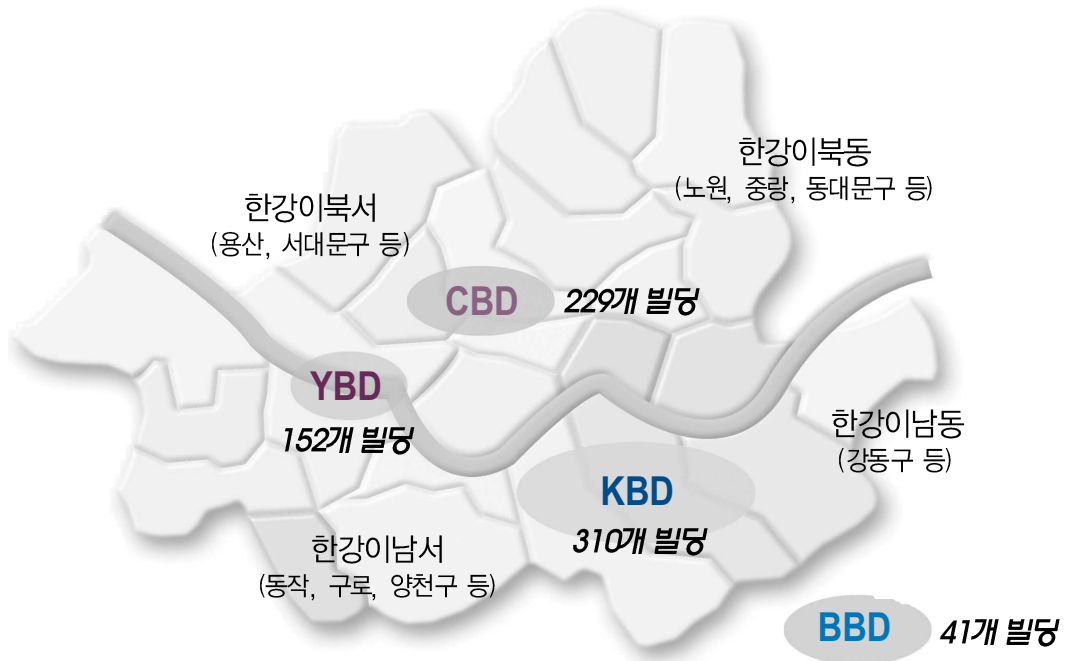 한강이북동
(노원, 중랑, 동대문구 등)
한강이북서
(용산, 서대문구 등)
CBD
229개 빌딩
YBD
152개 빌딩
한강이남동
(강동구 등)
KBD
310개 빌딩
한강이남서
(동작, 구로, 양천구 등)
BBD
41개 빌딩